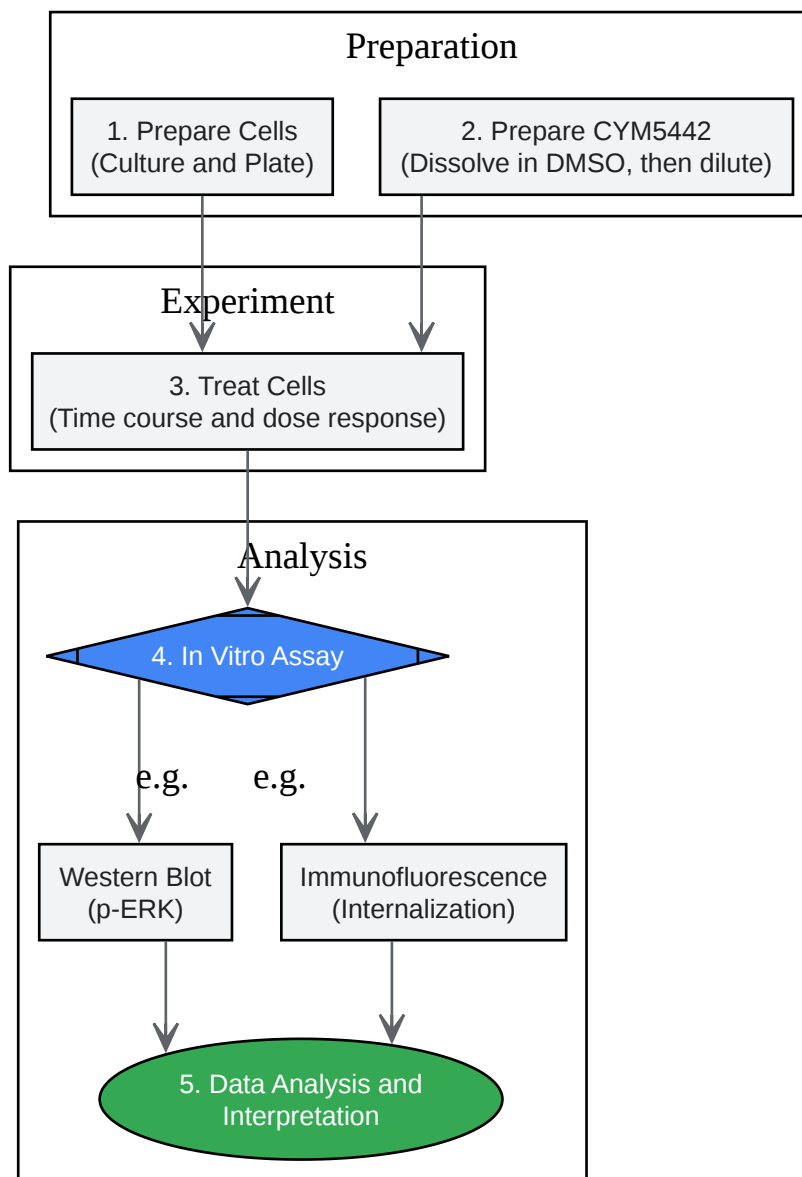 Preparation
1. Prepare Cells
(Culture and Plate)
2. Prepare CYM5442
(Dissolve in DMSO, then dilute)
Experiment
3. Treat Cells
(Time course and dose response)
Analysis
4. In Vitro Assay
e.g.
e.g.
Western Blot
(p-ERK)
Immunofluorescence
(Internalization)
5. Data Analysis and
Interpretation